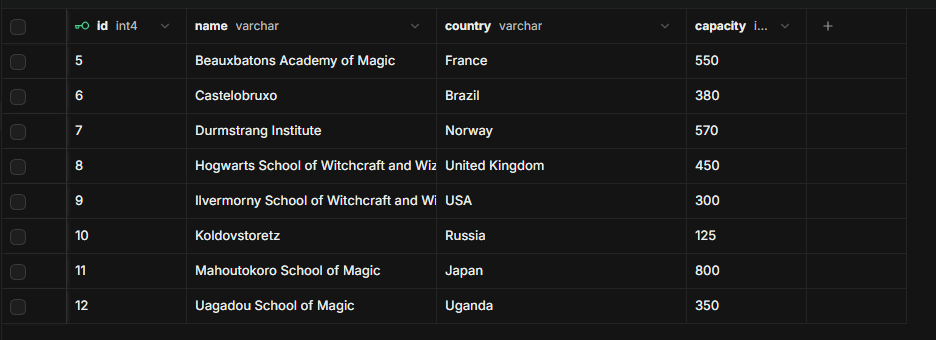 id int4 name varchar country varchar capacity i...
5 Beauxbatons Academy of Magic France 550
6 Castelobruxo Brazil 380
7 Durmstrang Institute Norway 570
8 Hogwarts School of Witchcraft and Wiz United Kingdom 450
9 Ilvermorny School of Witchcraft and Wi USA 300
10 Koldovstoretz Russia 125
11 Mahoutokoro School of Magic Japan 800
12 Uagadou School of Magic Uganda 350